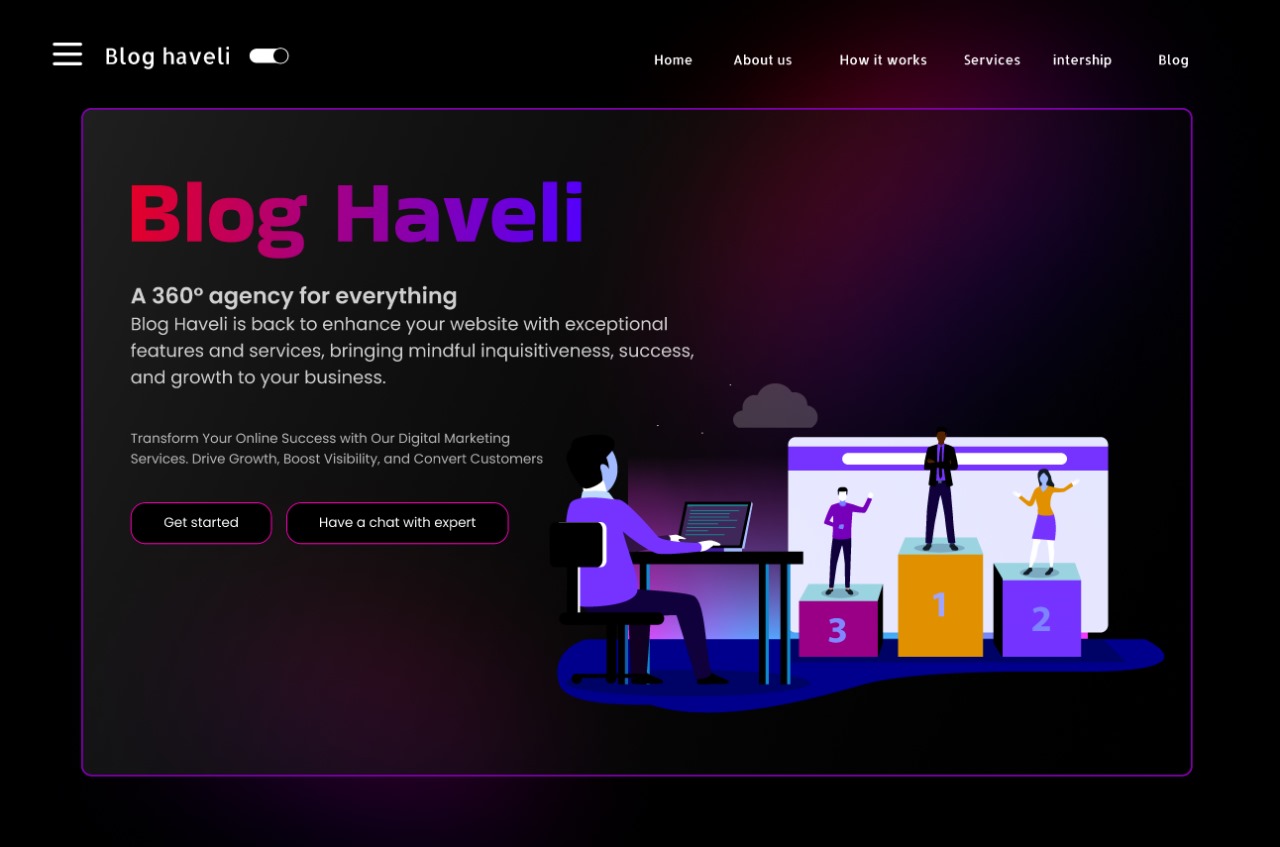 Blog haveli
Home About us How it works Services intership Blog
Blog Haveli
A 360° agency for everything
Blog Haveli is back to enhance your website with exceptional
features and services, bringing mindful inquisitiveness, success,
and growth to your business.
Transform Your Online Success with Our Digital Marketing
Services. Drive Growth, Boost Visibility, and Convert Customers
Get started Have a chat with expert
3 1 2